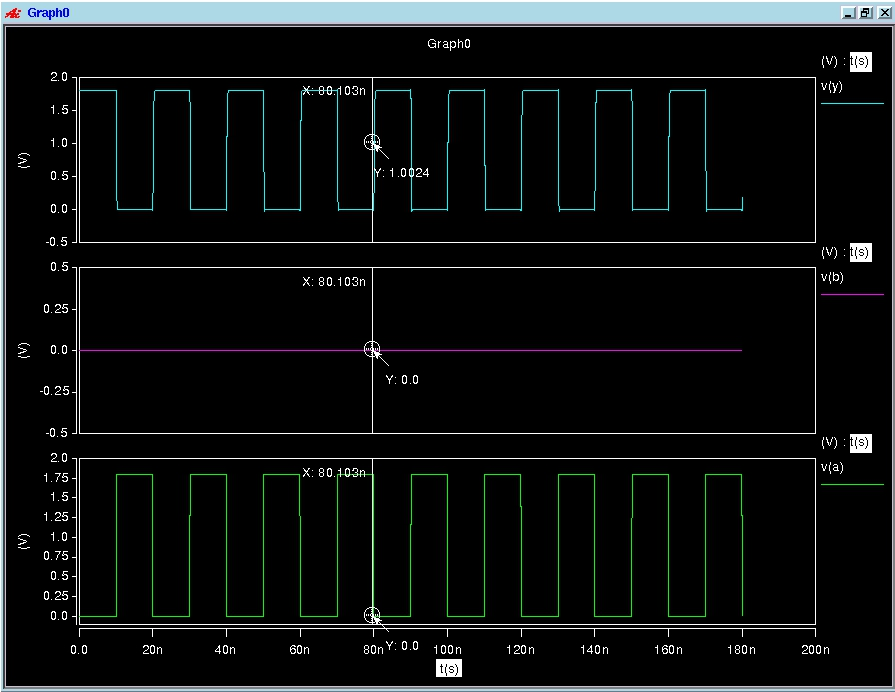 Graph0
Graph0
(V) : t(s)
v(y)
2.0
1.5
1.0
0.5
0.0
-0.5
(V)
X: 80.103n
Y: 1.0024
(V) : t(s)
v(b)
0.5
0.25
0.0
-0.25
-0.5
(V)
X: 80.103n
Y: 0.0
(V) : t(s)
v(a)
2.0
1.75
1.5
1.25
1.0
0.75
0.5
0.25
0.0
(V)
X: 80.103n
Y: 0.0
0.0 20n 40n 60n 80n 100n 120n 140n 160n 180n 200n
t(s)